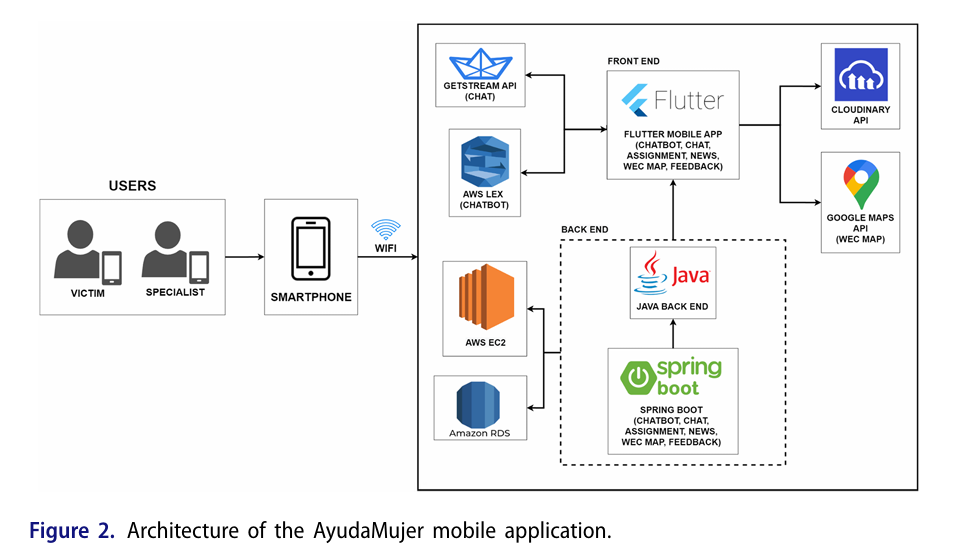 USERS
VICTIM
SPECIALIST
SMARTPHONE
WIFI
GETSTREAM API
(CHAT)
AWS LEX
(CHATBOT)
FRONT END
Flutter
FLUTTER MOBILE APP
(CHATBOT, CHAT,
ASSIGNMENT, NEWS,
WEC MAP, FEEDBACK)
CLOUDINARY
API
GOOGLE MAPS
API
(WEC MAP)
BACK END
Java
JAVA BACK END
spring
boot
SPRING BOOT
(CHATBOT, CHAT,
ASSIGNMENT, NEWS,
WEC MAP, FEEDBACK)
AWS EC2
Amazon RDS
Figure 2. Architecture of the AyudaMujer mobile application.